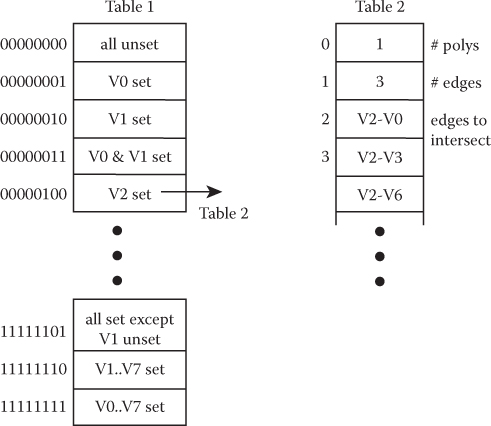 Table 1
00000000 all unset
00000001 V0 set
00000010 V1 set
00000011 V0 & V1 set
00000100 V2 set
Table 2
11111101 all set except
V1 unset
11111110 V1..V7 set
11111111 V0..V7 set
Table 2
0 1 # polys
1 3 # edges
2 V2-V0 edges to
intersect
3 V2-V3
V2-V6